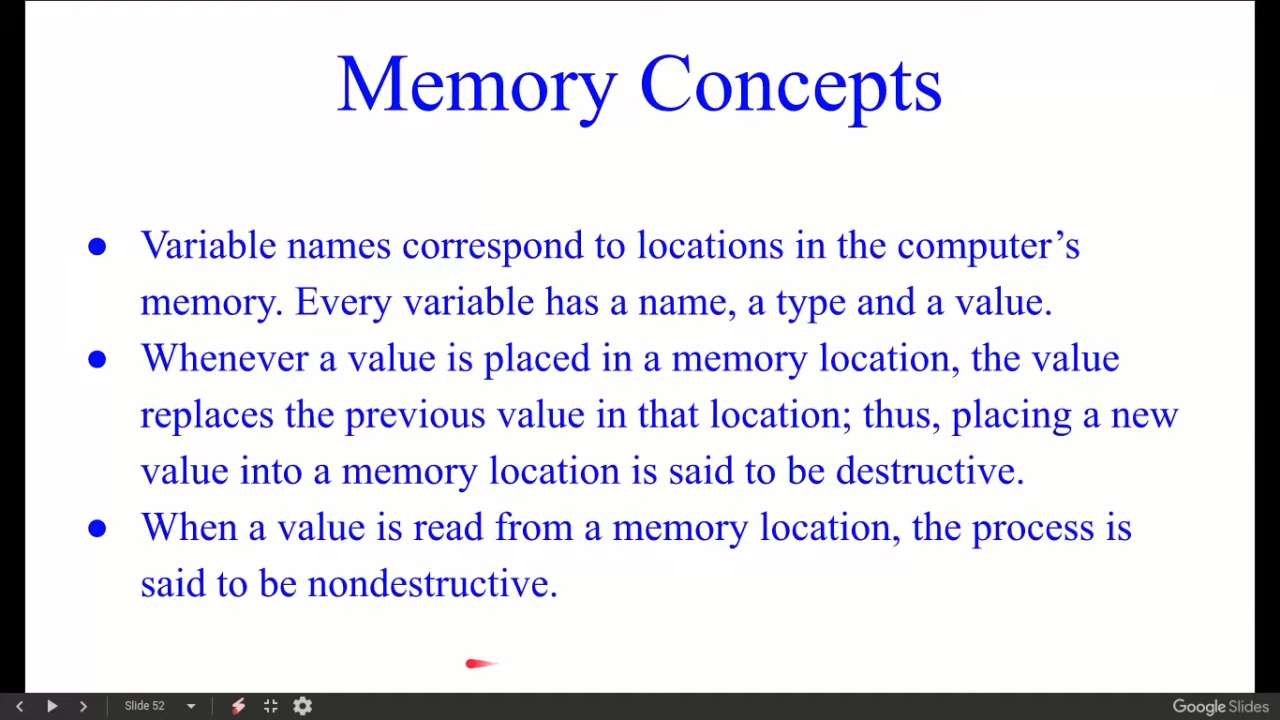 Memory Concepts
● Variable names correspond to locations in the computer’s
memory. Every variable has a name, a type and a value.
● Whenever a value is placed in a memory location, the value
replaces the previous value in that location; thus, placing a new
value into a memory location is said to be destructive.
● When a value is read from a memory location, the process is
said to be nondestructive.
Slide 52
Google Slides